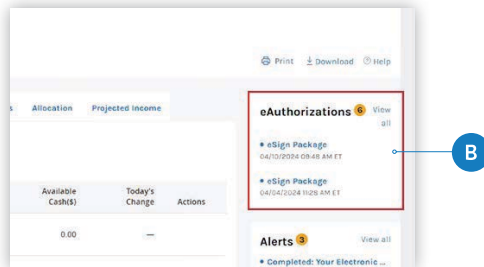 Print Download Help
s Allocation Projected Income
eAuthorizations 6 View
all
• eSign Package
04/10/2024 09:48 AM ET
B
• eSign Package
04/04/2024 11:28 AM ET
Available Today's
Cash($) Change Actions
0.00 —
Alerts 3 View all
• Completed: Your Electronic ...